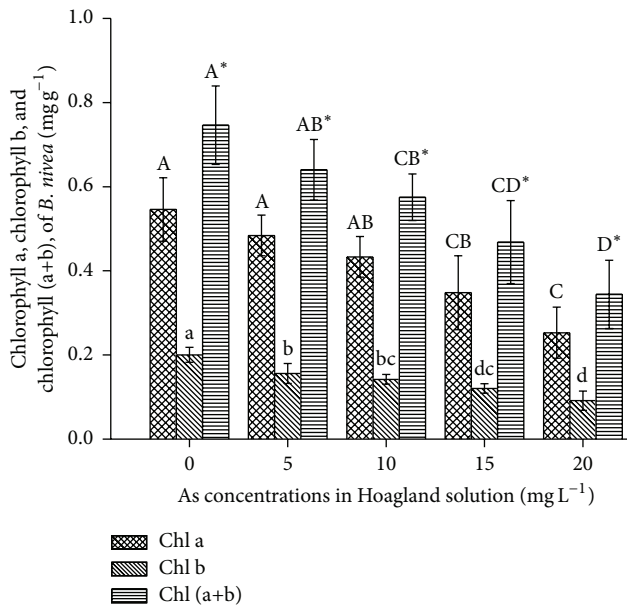 Chlorophyll a, chlorophyll b, and
chlorophyll (a+b), of B. nivea (mg g⁻¹)
1.0
0.8
0.6
0.4
0.2
0.0
A
a
A*
A
b
AB*
AB
bc
CB*
CB
dc
CD*
C
d
D*
0 5 10 15 20
As concentrations in Hoagland solution (mg L⁻¹)
Chl a
Chl b
Chl (a+b)